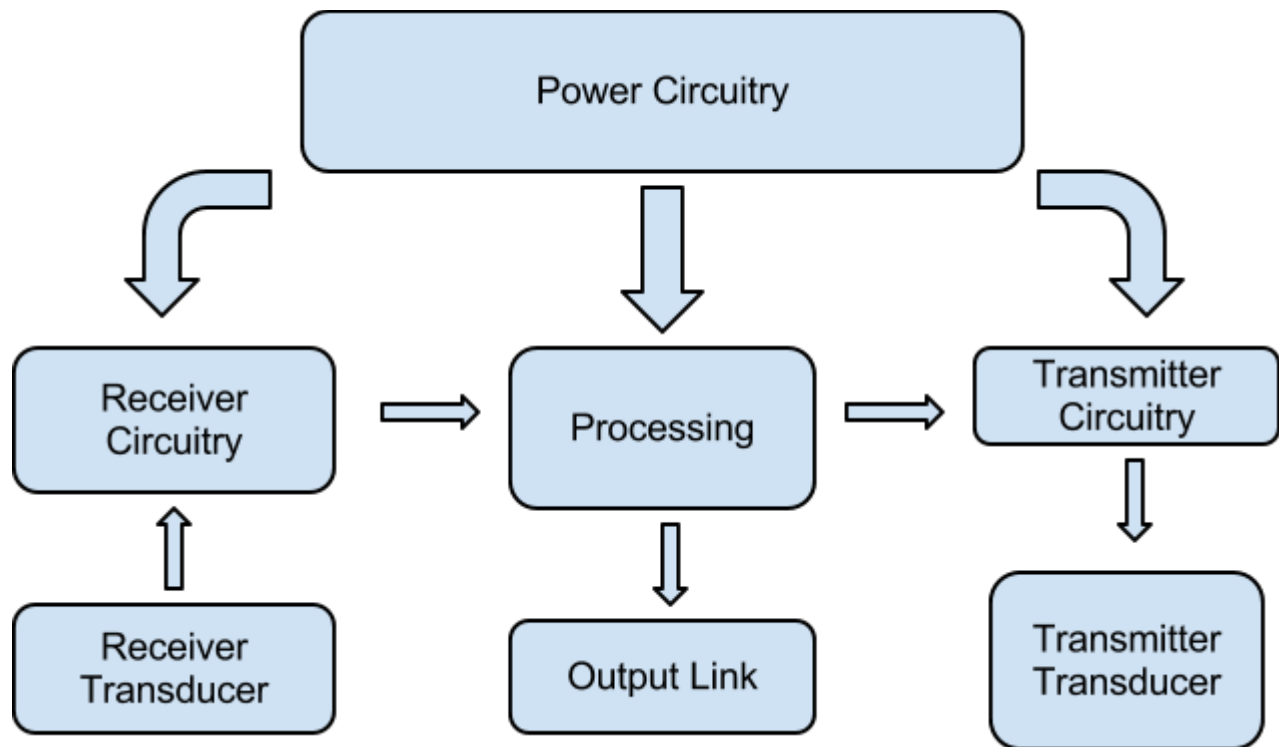 Power Circuitry
Receiver
Circuitry
Processing
Transmitter
Circuitry
Receiver
Transducer
Output Link
Transmitter
Transducer